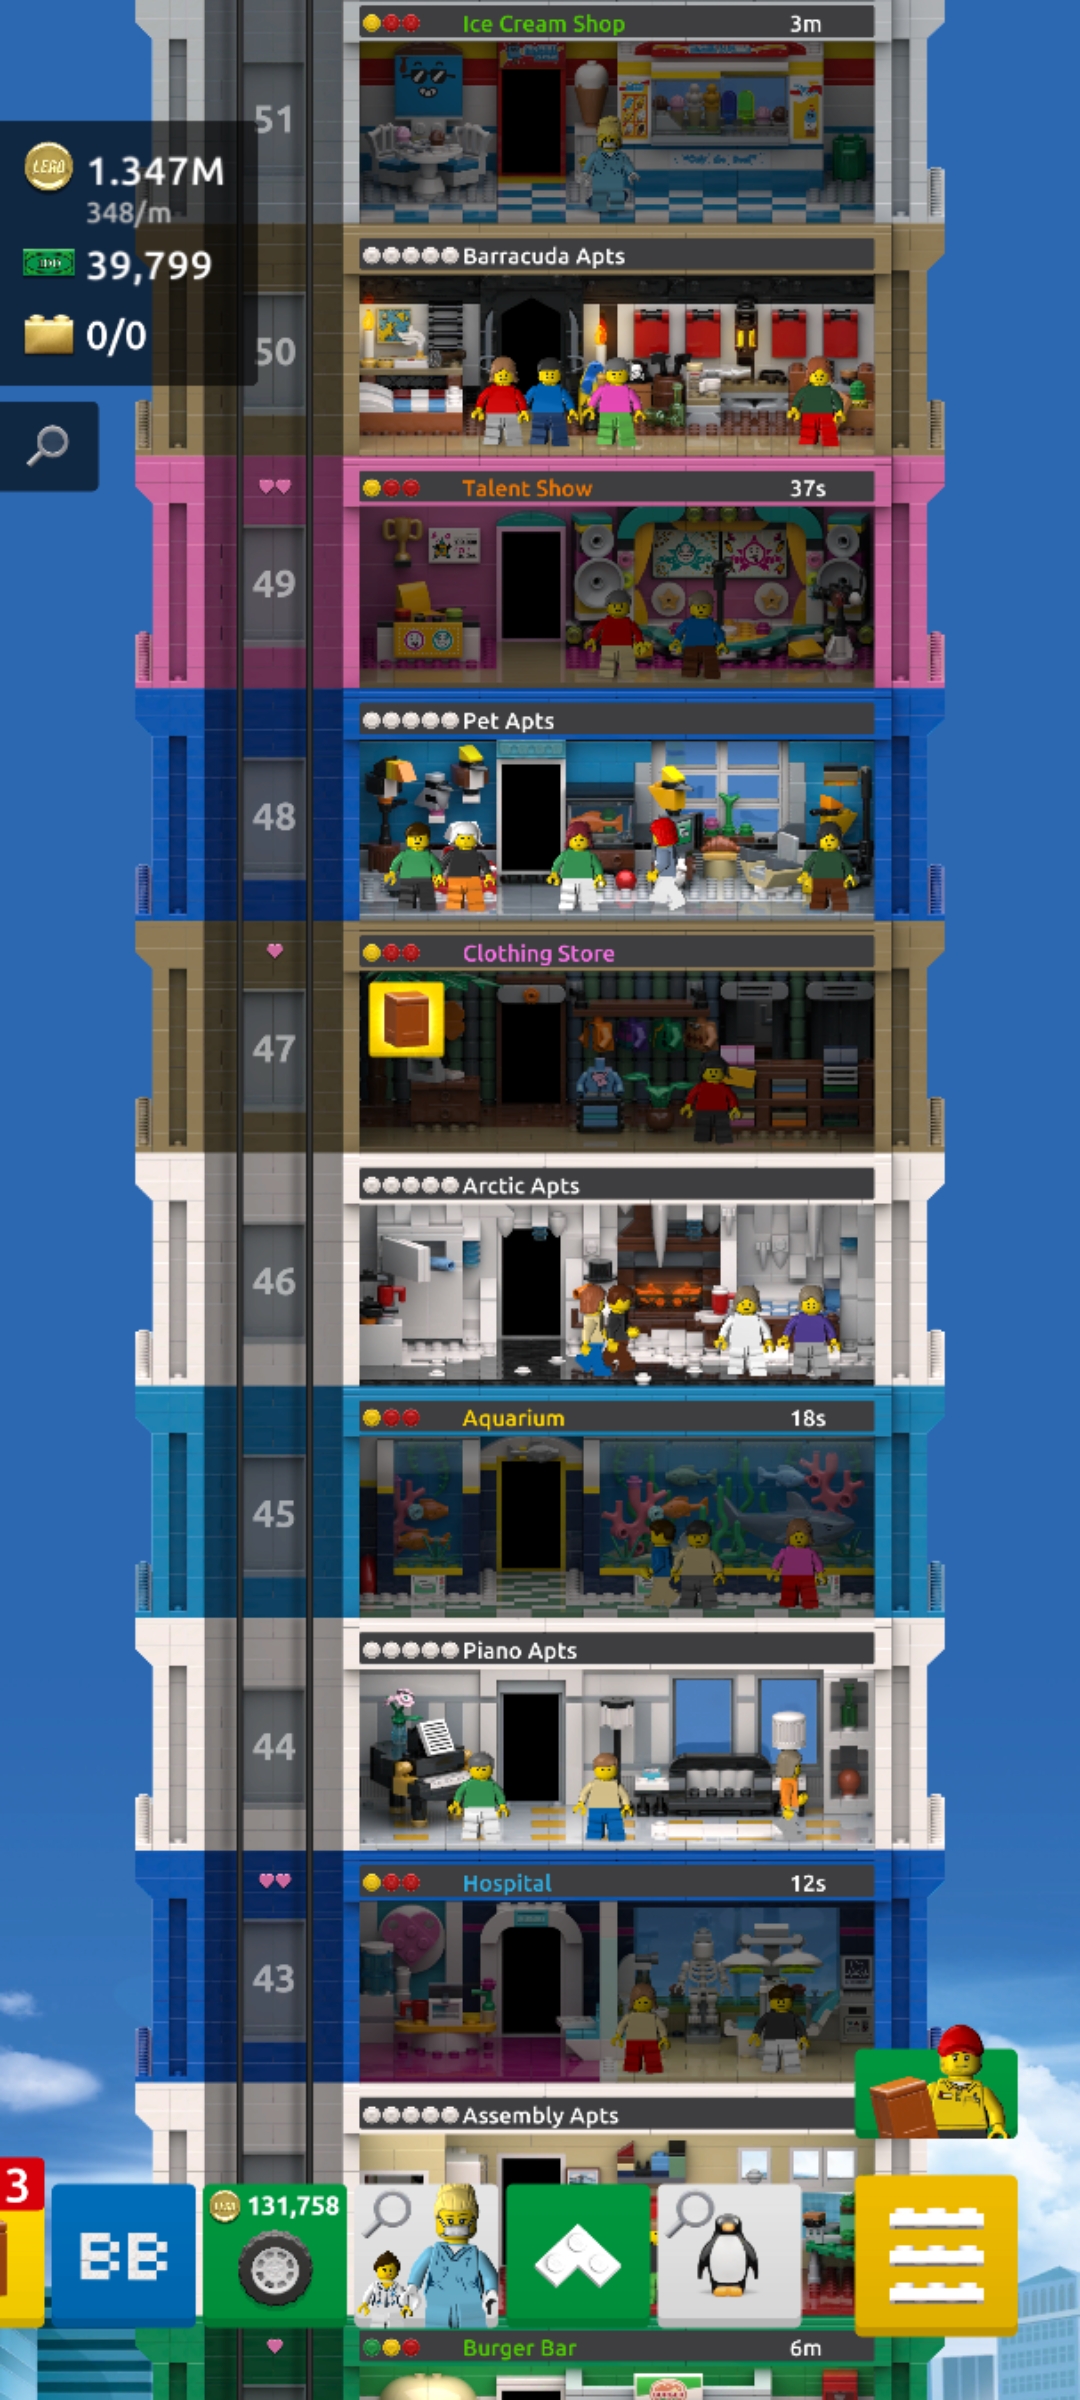 Ice Cream Shop 3m
51
LEGO 1.347M
348/m
39,799
0/0
Barracuda Apts
50
Talent Show 37s
49
Pet Apts
48
Clothing Store
47
Arctic Apts
46
Aquarium 18s
45
Piano Apts
44
Hospital 12s
43
Assembly Apts
3
BB
131,758
Burger Bar 6m